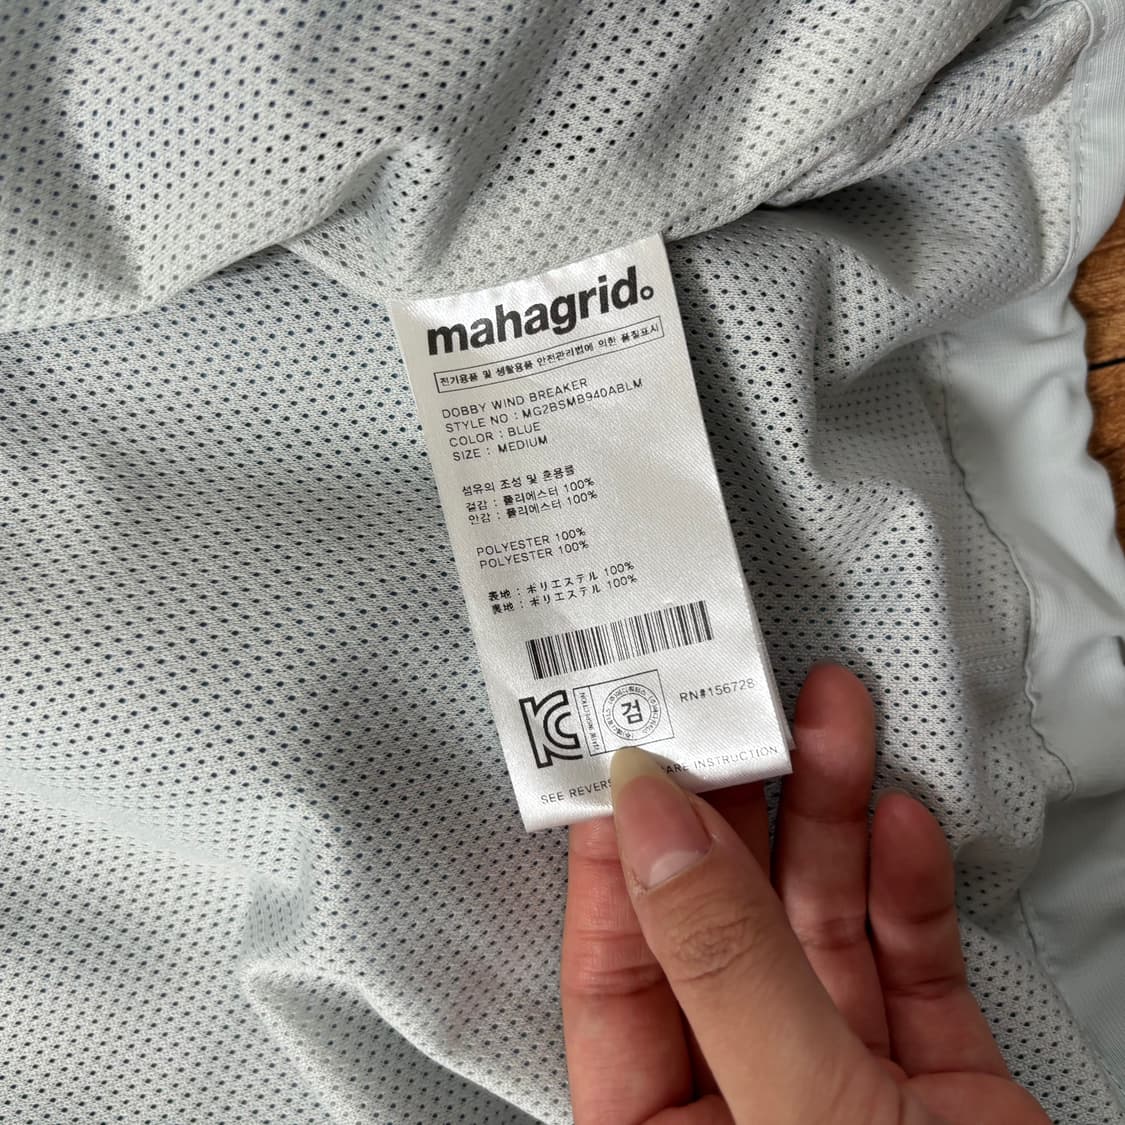 mahagrid.
전기용품 및 생활용품 안전관리법에 의한 품질표시
DOBBY WIND BREAKER
STYLE NO : MG2BSMB940ABLM
COLOR : BLUE
SIZE : MEDIUM
섬유의 조성 및 혼용률
겉감 : 폴리에스터 100%
안감 : 폴리에스터 100%
POLYESTER 100%
POLYESTER 100%
表地 : ポリエステル 100%
裏地 : ポリエステル 100%
KC
검
RN#156728
SEE REVERS ARE INSTRUCTION